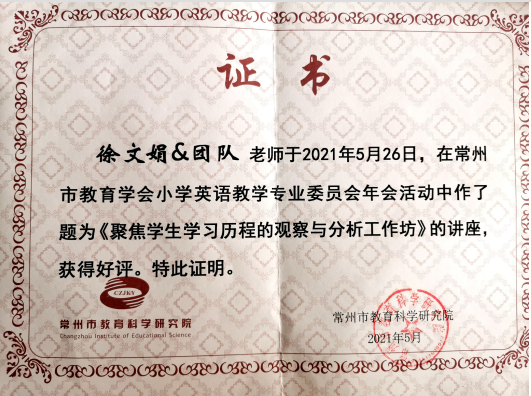 证书
徐文娟&团队 老师于2021年5月26日，在常州
市教育学会小学英语教学专业委员会年会活动中作了
题为《聚焦学生学习历程的观察与分析工作坊》的讲座，
获得好评。特此证明。
CZJKY
常州市教育科学研究院
Changzhou Institute of Educational Science
常州市教育科学研究院
2021年5月